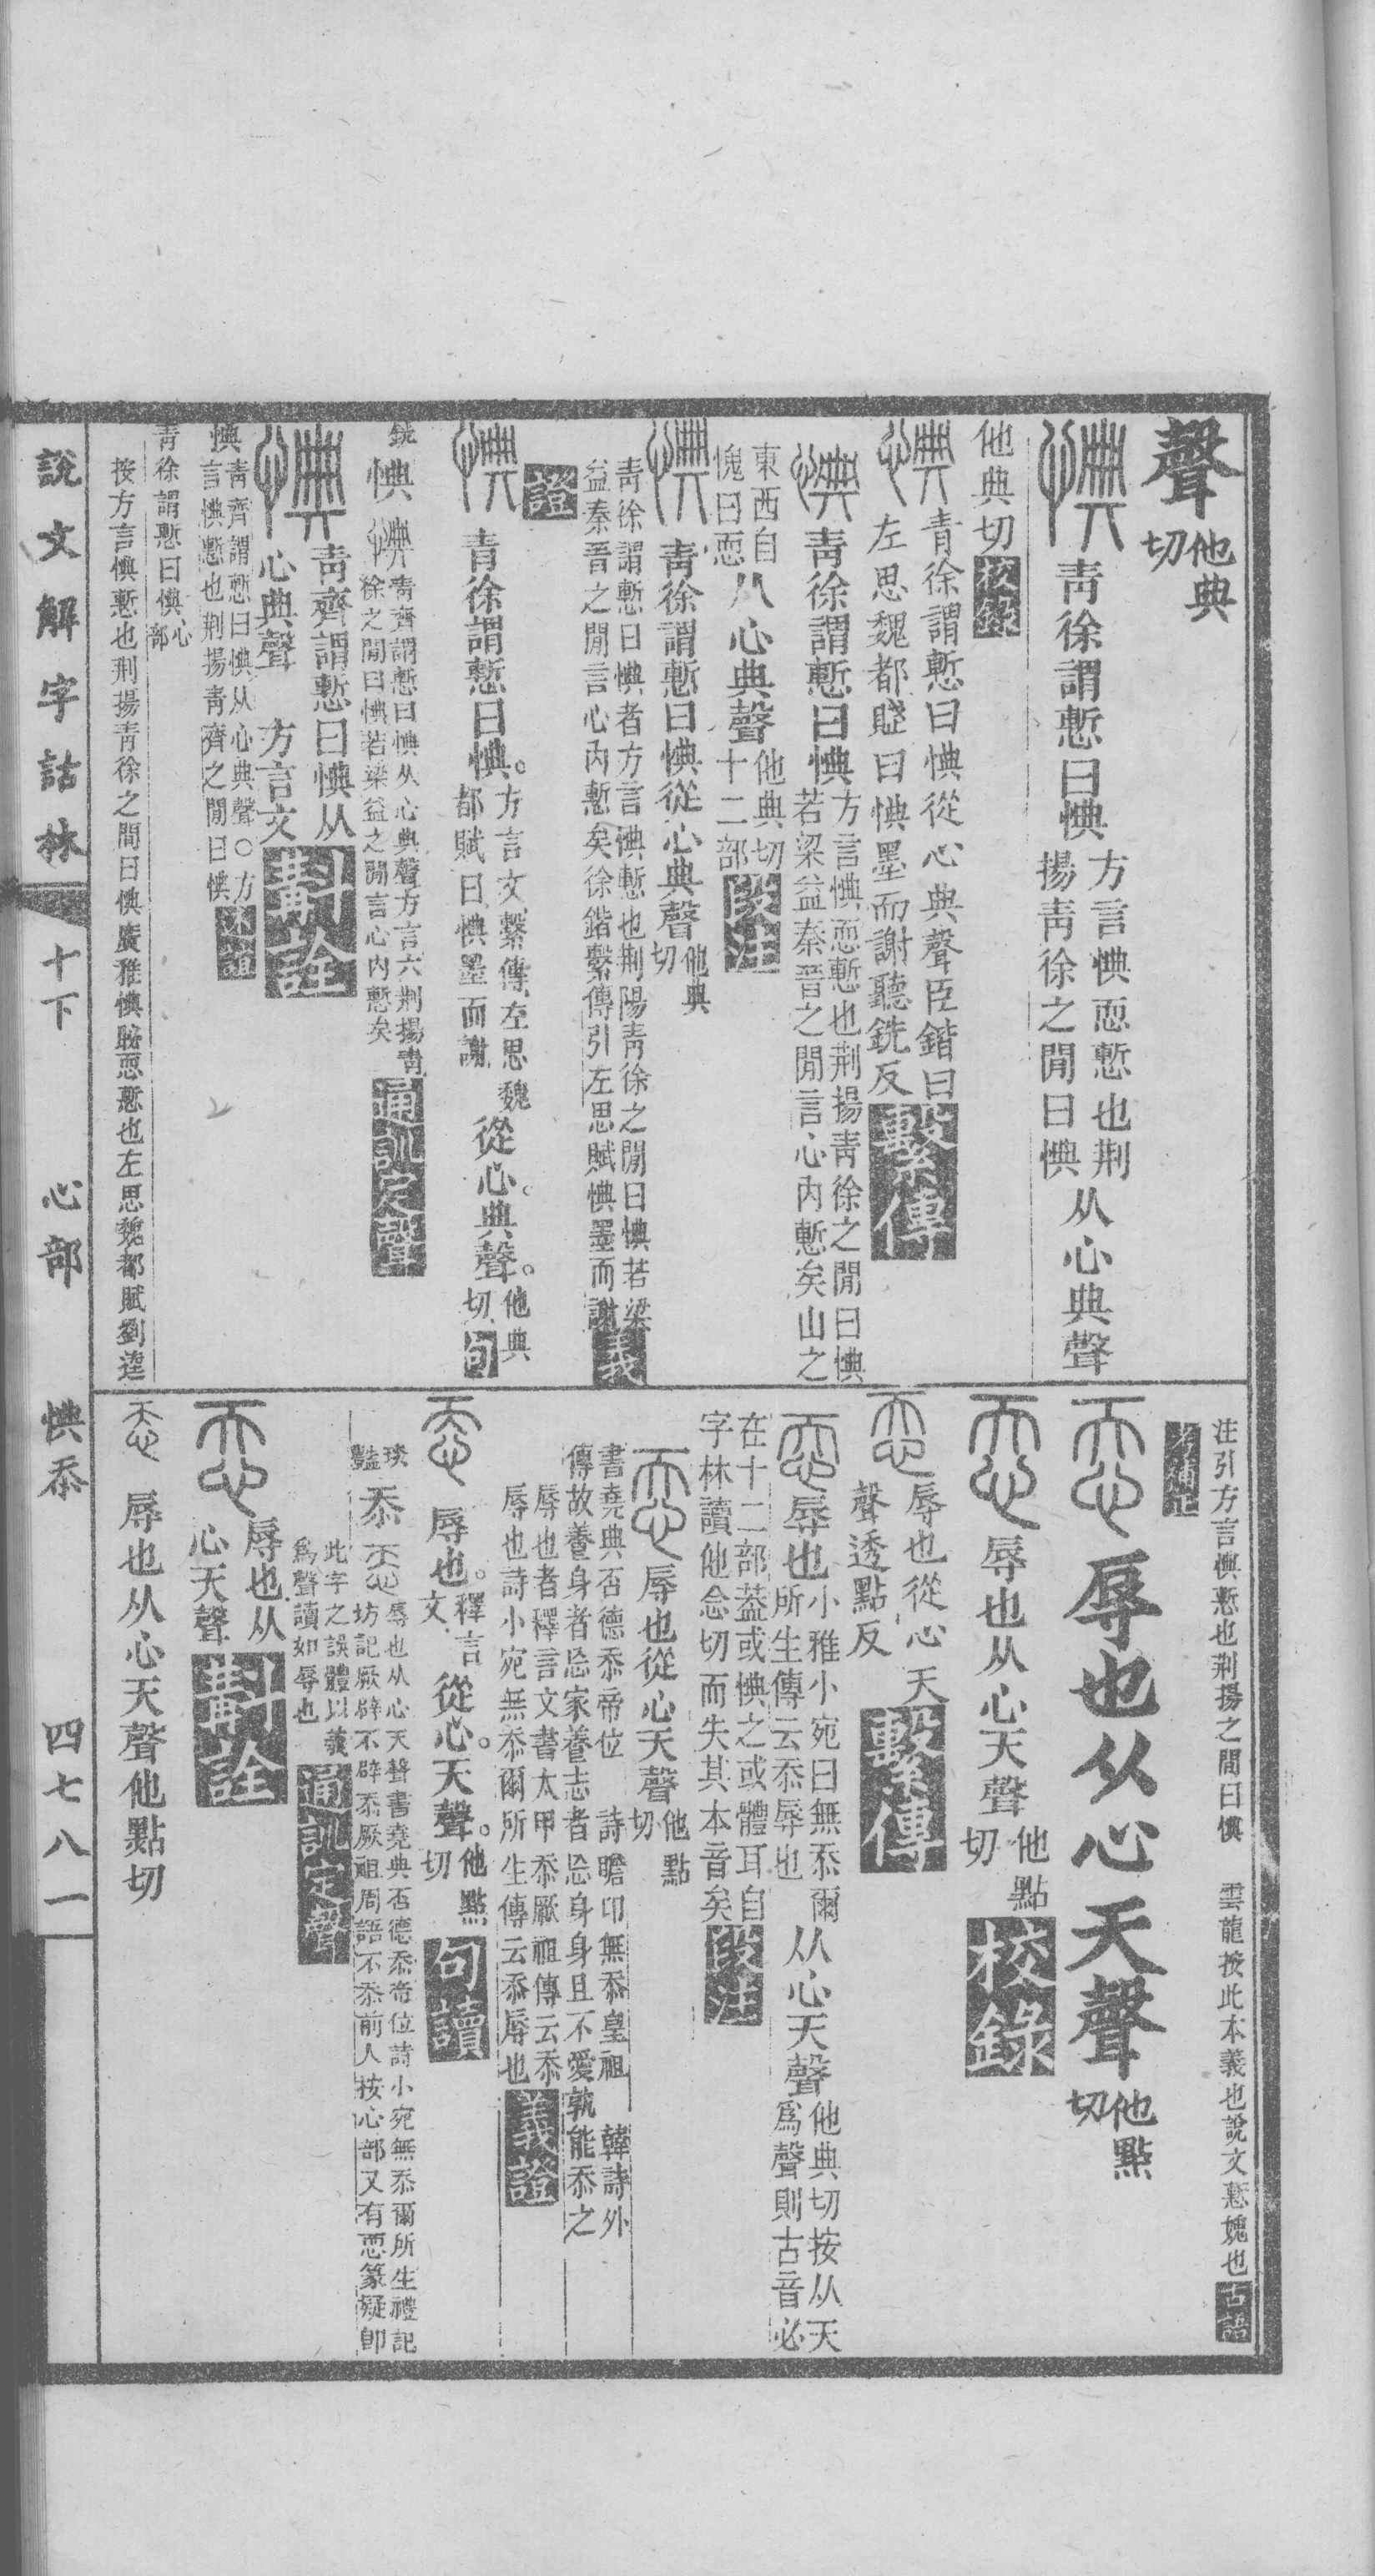 聲他典切
青徐謂慙曰㥏方言㥏恧慙也荆揚青徐之閒曰㥏从心典聲
他典切校錄
青徐謂慙曰㥏從心典聲臣鍇曰
左思魏都賦曰㥏墨而謝聽銑反繫傳
青徐謂慙曰㥏方言㥏恧慙也荆揚青徐之閒曰㥏若梁益秦晉之閒言心內慙矣山之
東西自愧曰恧从心典聲他典切十二部段注
青徐謂慙曰㥏從心典聲他典切
青徐謂慙曰㥏者方言㥏慙也荆陽青徐之閒曰㥏若梁
益秦晉之閒言心內慙矣徐鍇繫傳引左思賦㥏墨而謝義
證
青徐謂慙曰㥏。方言文繫傳左思魏都賦曰㥏墨而謝從心。典聲。他典切句
銑㥏青齊謂慙曰㥏从心典聲方言六荆揚青
徐之閒曰㥏若梁益之閒言心內慙矣通訓定聲
青齊謂慙曰㥏从
心典聲 方言文斠詮
㥏青齊謂慙曰㥏从心典聲○方
言㥏慙也荆揚青齊之閒曰㥏
青徐謂慙曰㥏心部
按方言㥏慙也荆揚青徐之間曰㥏廣雅㥏恧慙也左思魏都賦劉逵
注引方言㥏慙也荆揚之間曰㥏 雲龍按此本義也說文慙媿也古語
考補正
忝辱也从心天聲他點切
辱也从心天聲他點切校錄
辱也從心天
聲透點反繫傳
辱也小雅小宛曰無忝爾所生傳云忝辱也从心天聲他典切按从天爲聲則古音必
在十二部葢或㥏之或體耳自
字林讀他念切而失其本音矣段注
辱也從心天聲他點切
書堯典否德忝帝位 詩瞻卬無忝皇祖 韓詩外
傳故養身者忘家養志者忘身身且不愛孰能忝之
辱也者釋言文書太甲忝厥祖傳云忝
辱也詩小宛無忝爾所生傳云忝辱也義證
辱也。釋言文從心。天聲。他點切句讀
琰豔忝辱也从心天聲書堯典否德忝帝位詩小宛無忝爾所生禮記
坊記厥辟不辟忝厥祖周語不忝前人按心部又有恧篆疑卽
此字之誤體以義
爲聲讀如辱也通訓定聲
辱也从
心天聲斠詮
辱也从心天聲他點切
說文解字詁林 十下 心部 㥏忝 四七八一